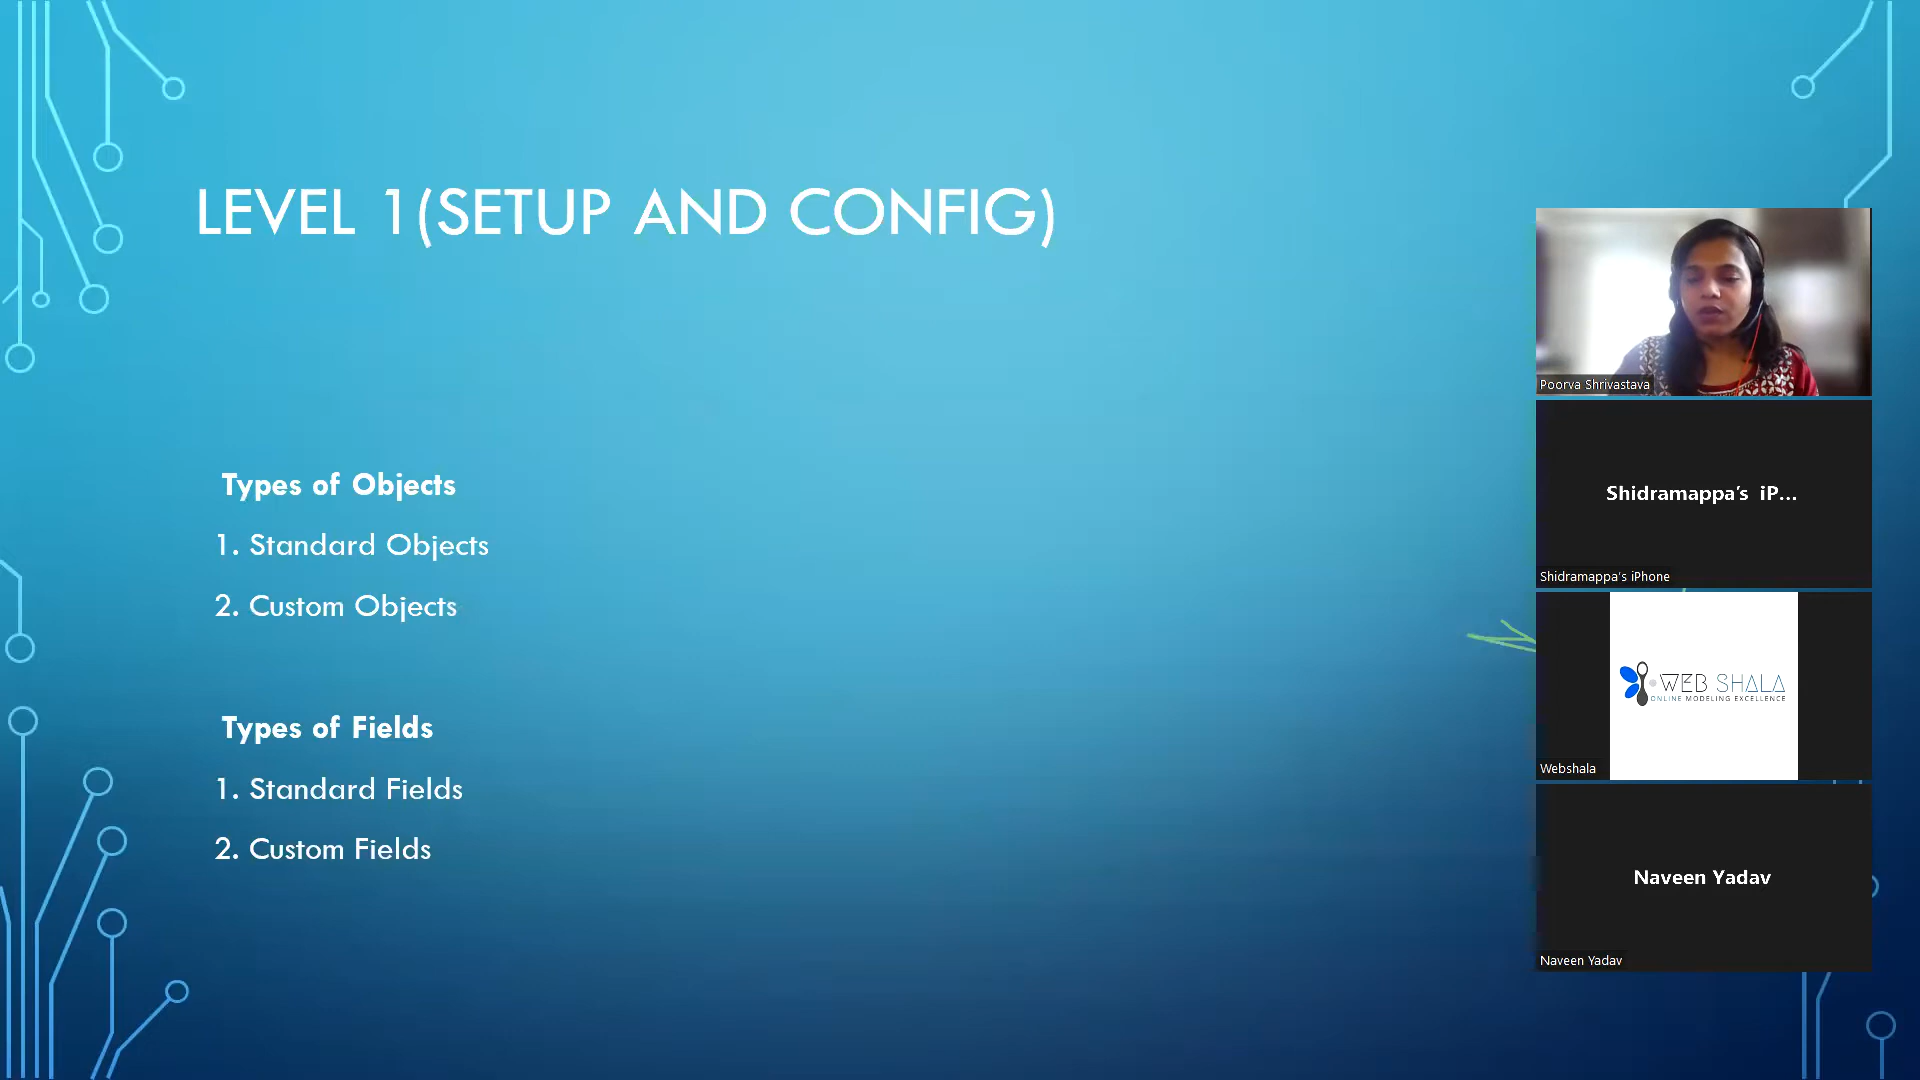 LEVEL 1(SETUP AND CONFIG)
Types of Objects
1. Standard Objects
2. Custom Objects
Types of Fields
1. Standard Fields
2. Custom Fields
Poorva Shrivastava
Shidramappa's iP...
Shidramappa's iPhone
WEB SHALA
ONLINE MODELING EXCELLENCE
Webshala
Naveen Yadav
Naveen Yadav